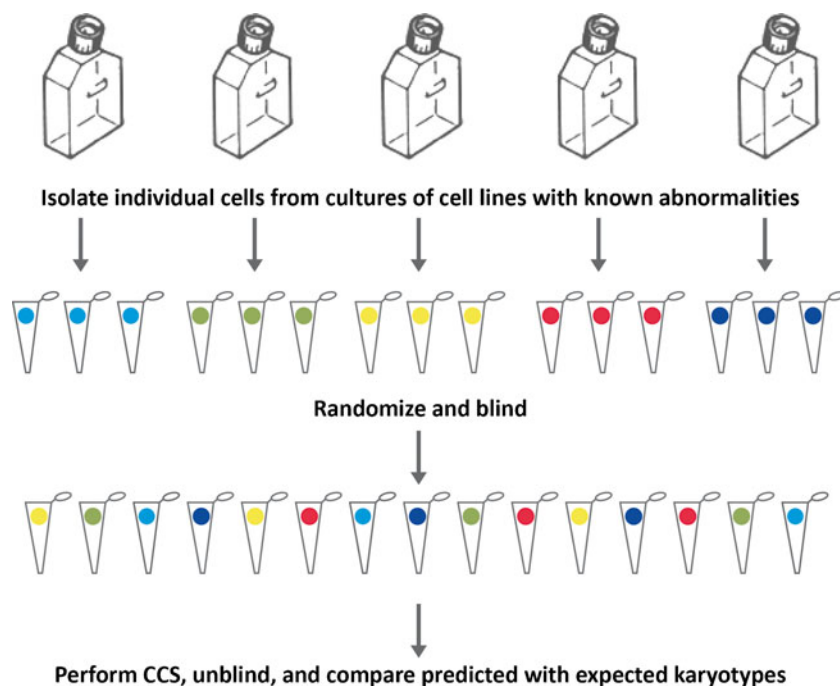 Isolate individual cells from cultures of cell lines with known abnormalities
Randomize and blind
Perform CCS, unblind, and compare predicted with expected karyotypes